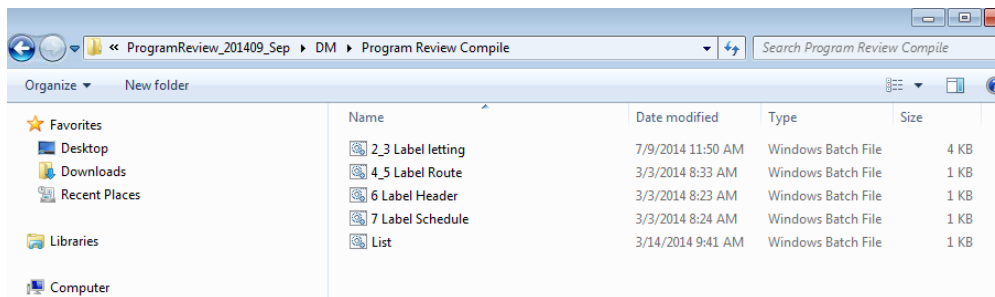 « ProgramReview_201409_Sep ▸ DM ▸ Program Review Compile Search Program Review Compile
Organize ▾ New folder
Favorites
Desktop
Downloads
Recent Places
Libraries
Computer
Name Date modified Type Size
2_3 Label letting 7/9/2014 11:50 AM Windows Batch File 4 KB
4_5 Label Route 3/3/2014 8:33 AM Windows Batch File 1 KB
6 Label Header 3/3/2014 8:23 AM Windows Batch File 1 KB
7 Label Schedule 3/3/2014 8:24 AM Windows Batch File 1 KB
List 3/14/2014 9:41 AM Windows Batch File 1 KB